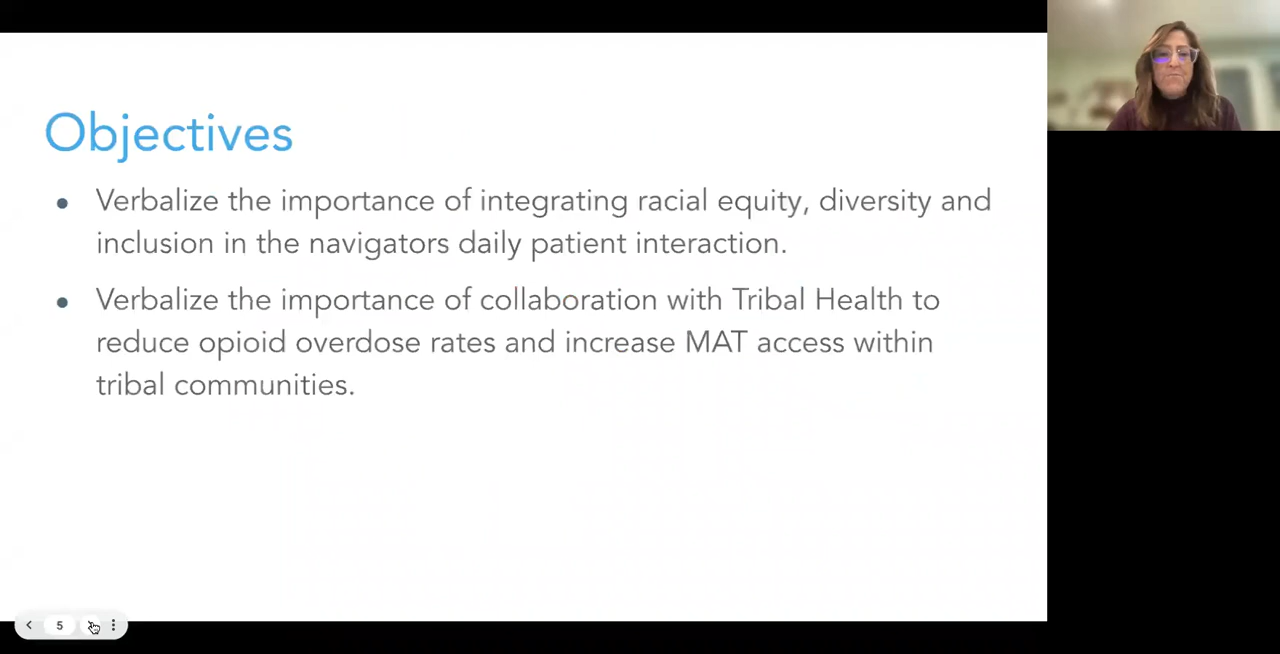 Objectives
• Verbalize the importance of integrating racial equity, diversity and
inclusion in the navigators daily patient interaction.
• Verbalize the importance of collaboration with Tribal Health to
reduce opioid overdose rates and increase MAT access within
tribal communities.
5